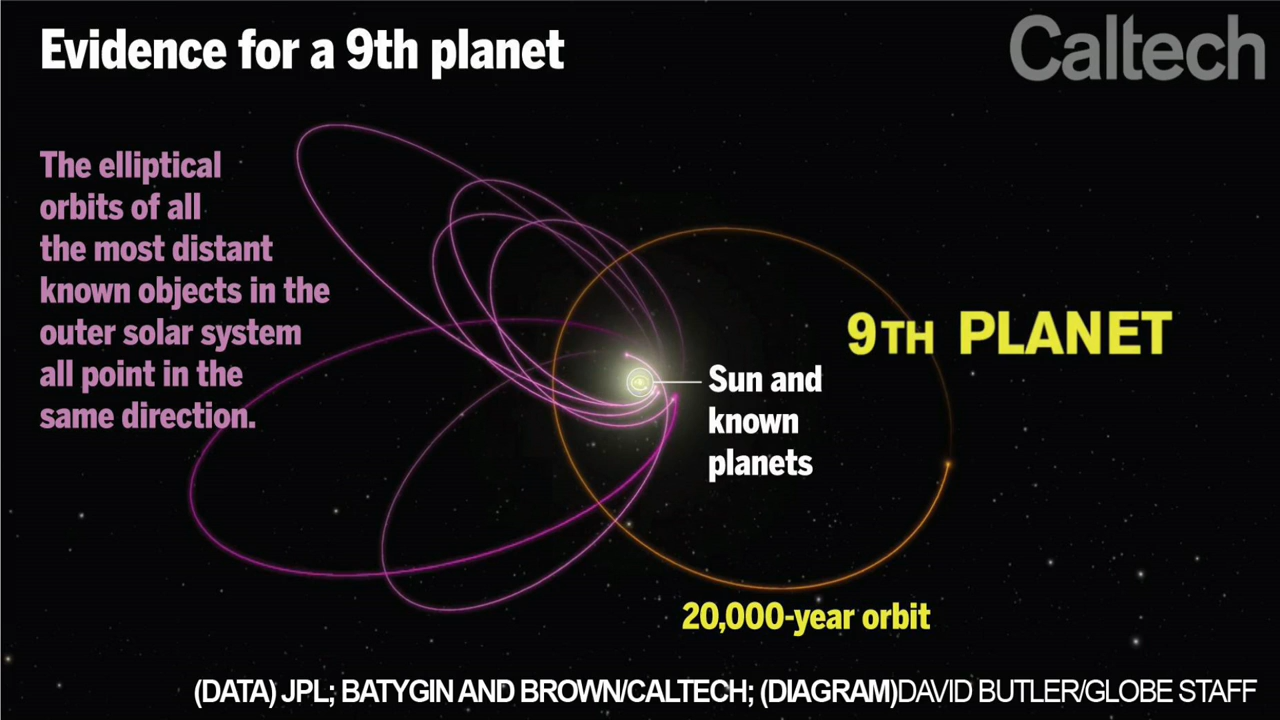 Evidence for a 9th planet
Caltech
The elliptical
orbits of all
the most distant
known objects in the
outer solar system
all point in the
same direction.
9TH PLANET
Sun and
known
planets
20,000-year orbit
(DATA) JPL; BATYGIN AND BROWN/CALTECH; (DIAGRAM)DAVID BUTLER/GLOBE STAFF